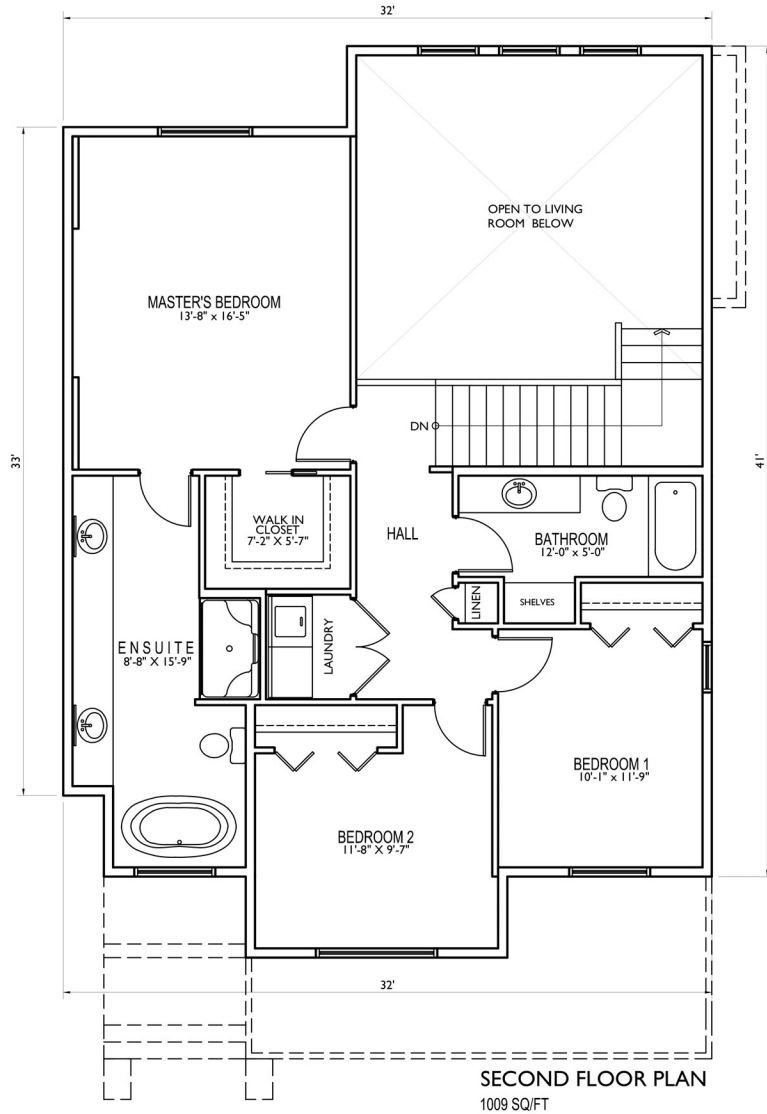 32'
OPEN TO LIVING
ROOM BELOW
MASTER'S BEDROOM
13'-8" x 16'-5"
33'
41'
DN
WALK IN
CLOSET
7'-2" X 5'-7"
HALL
BATHROOM
12'-0" x 5'-0"
LINEN
SHELVES
LAUNDRY
ENSUITE
8'-8" X 15'-9"
BEDROOM 1
10'-1" x 11'-9"
BEDROOM 2
11'-8" X 9'-7"
32'
SECOND FLOOR PLAN
1009 SQ/FT